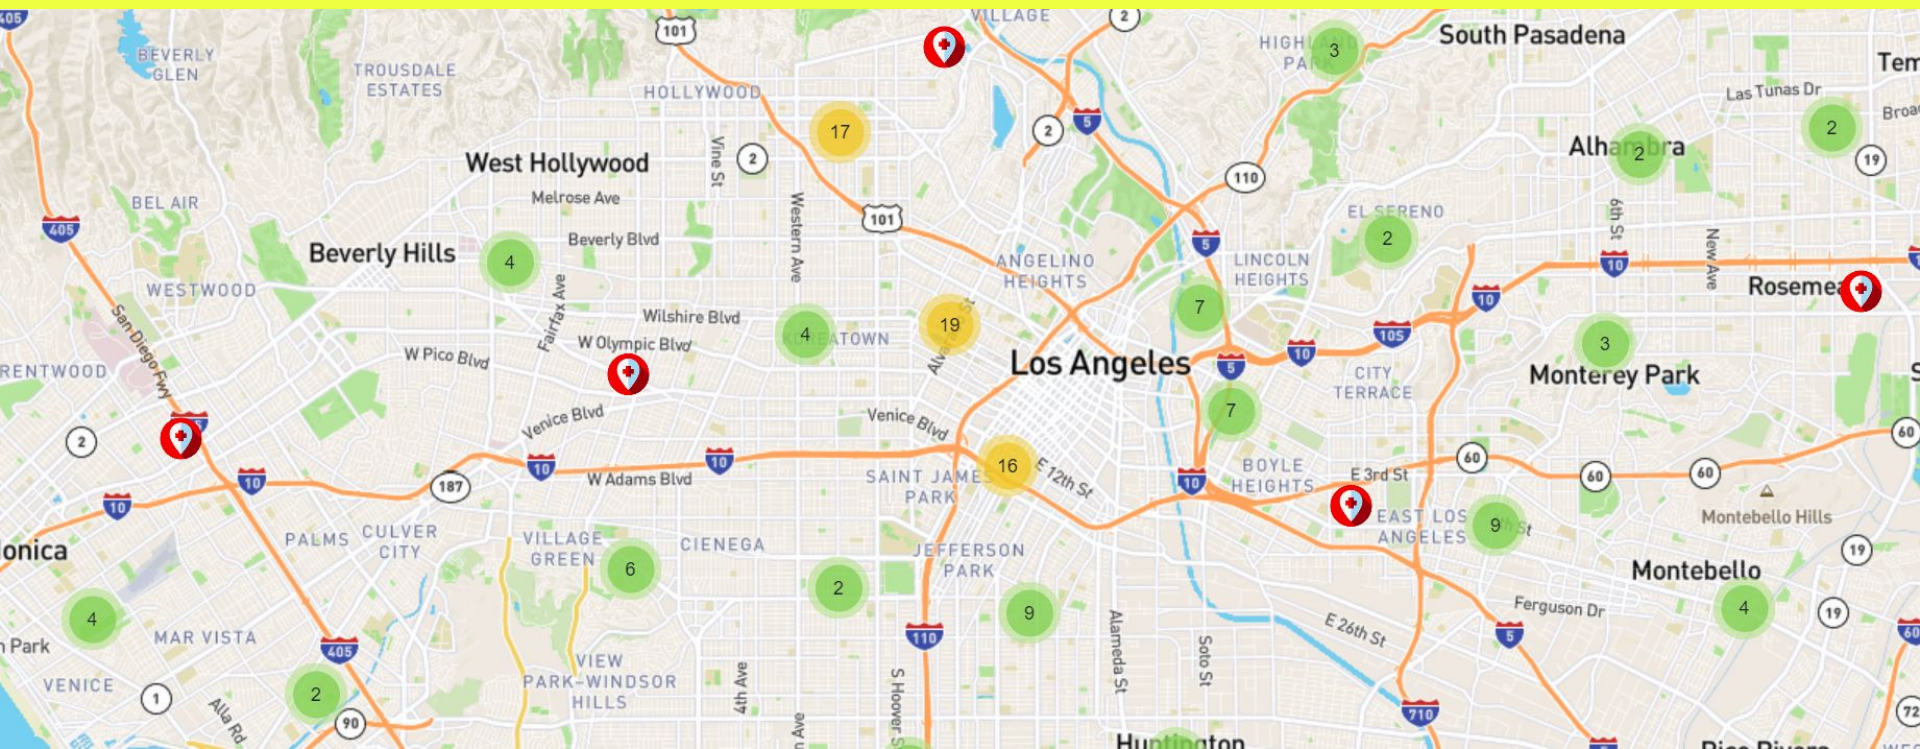 405
VILLAGE
2
101
BEVERLY
GLEN
TROUSDALE
ESTATES
HOLLYWOOD
HIGHLAND
PARK
3
South Pasadena
Las Tunas Dr
17
5
2
2
19
Alhambra
2
West Hollywood
Vine St
2
110
Melrose Ave
BEL AIR
Western Ave
101
EL SERENO
2
6th St
New Ave
405
Beverly Hills
4
Beverly Blvd
5
ANGELINO
HEIGHTS
LINCOLN
HEIGHTS
10
WESTWOOD
Fairfax Ave
7
10
San Diego Fwy
Wilshire Blvd
W Olympic Blvd
4
19
105
3
W Pico Blvd
Los Angeles
5
10
CITY
TERRACE
Monterey Park
7
Venice Blvd
Venice Blvd
2
60
10
187
10
10
W Adams Blvd
SAINT JAMES
PARK
16
E 12th St
10
BOYLE
HEIGHTS
E 3rd St
60
60
60
10
Montebello Hills
PALMS
CULVER
CITY
VILLAGE
GREEN
CIENEGA
JEFFERSON
PARK
EAST LOS
ANGELES
9
19
6
2
9
Montebello
4
4
19
Ferguson Dr
MAR VISTA
405
110
Alameda St
Soto St
E 26th St
5
60
VENICE
1
2
Alla Rd
90
VIEW
PARK-WINDSOR
HILLS
4th Ave
S Hoover S
710
72
Huntington